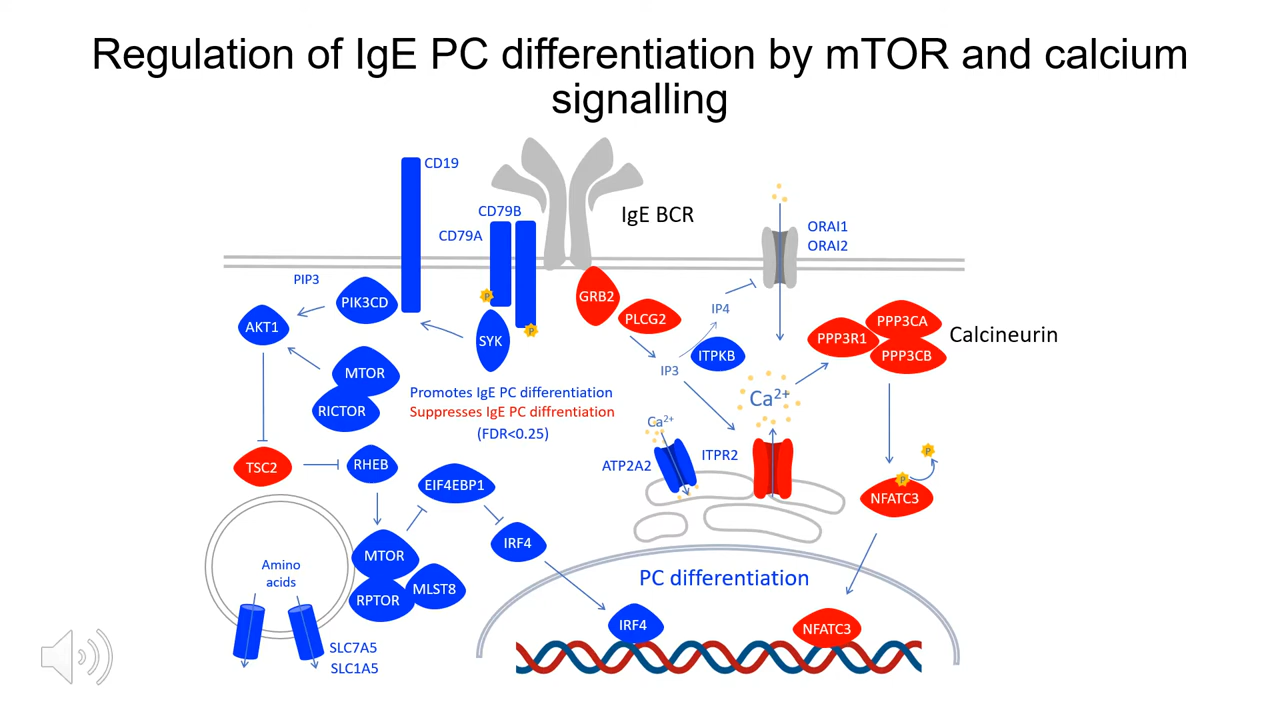 Regulation of IgE PC differentiation by mTOR and calcium
signalling
CD19
CD79B
CD79A
IgE BCR
ORAI1
ORAI2
PIP3
PIK3CD
AKT1
P
SYK
P
GRB2
PLCG2
IP4
IP3
ITPKB
PPP3R1
PPP3CA
PPP3CB
Calcineurin
MTOR
RICTOR
Promotes IgE PC differentiation
Suppresses IgE PC diffrentiation
(FDR<0.25)
Ca2+
Ca2+
ATP2A2
ITPR2
TSC2
RHEB
EIF4EBP1
IRF4
P
P
NFATC3
MTOR
RPTOR
MLST8
Amino
acids
SLC7A5
SLC1A5
PC differentiation
IRF4
NFATC3